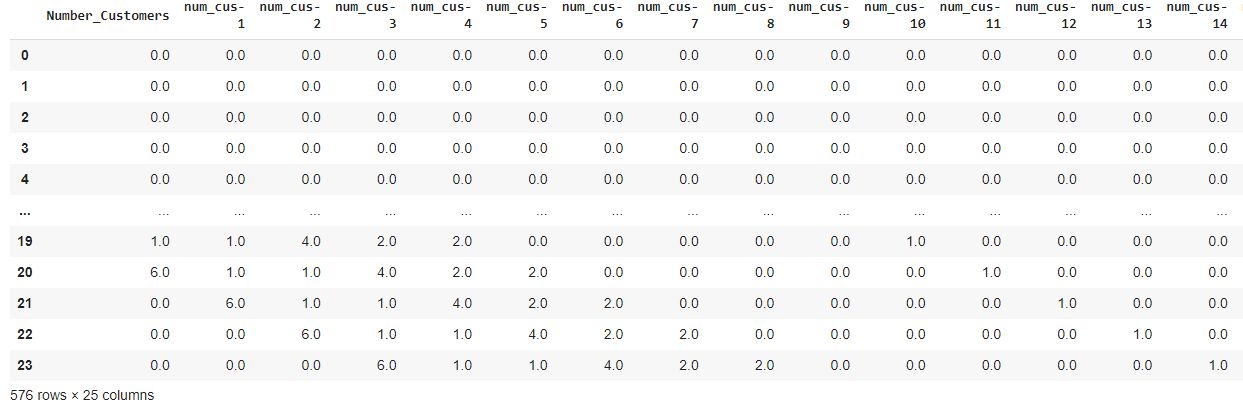 Number_Customers num_cus-1 num_cus-2 num_cus-3 num_cus-4 num_cus-5 num_cus-6 num_cus-7 num_cus-8 num_cus-9 num_cus-10 num_cus-11 num_cus-12 num_cus-13 num_cus-14
0 0.0 0.0 0.0 0.0 0.0 0.0 0.0 0.0 0.0 0.0 0.0 0.0 0.0 0.0 0.0
1 0.0 0.0 0.0 0.0 0.0 0.0 0.0 0.0 0.0 0.0 0.0 0.0 0.0 0.0 0.0
2 0.0 0.0 0.0 0.0 0.0 0.0 0.0 0.0 0.0 0.0 0.0 0.0 0.0 0.0 0.0
3 0.0 0.0 0.0 0.0 0.0 0.0 0.0 0.0 0.0 0.0 0.0 0.0 0.0 0.0 0.0
4 0.0 0.0 0.0 0.0 0.0 0.0 0.0 0.0 0.0 0.0 0.0 0.0 0.0 0.0 0.0
... ... ... ... ... ... ... ... ... ... ... ... ... ... ... ...
19 1.0 1.0 4.0 2.0 2.0 0.0 0.0 0.0 0.0 0.0 1.0 0.0 0.0 0.0 0.0
20 6.0 1.0 1.0 4.0 2.0 2.0 0.0 0.0 0.0 0.0 0.0 1.0 0.0 0.0 0.0
21 0.0 6.0 1.0 1.0 4.0 2.0 2.0 0.0 0.0 0.0 0.0 0.0 1.0 0.0 0.0
22 0.0 0.0 6.0 1.0 1.0 4.0 2.0 2.0 0.0 0.0 0.0 0.0 0.0 1.0 0.0
23 0.0 0.0 0.0 6.0 1.0 1.0 4.0 2.0 2.0 0.0 0.0 0.0 0.0 0.0 1.0
576 rows × 25 columns